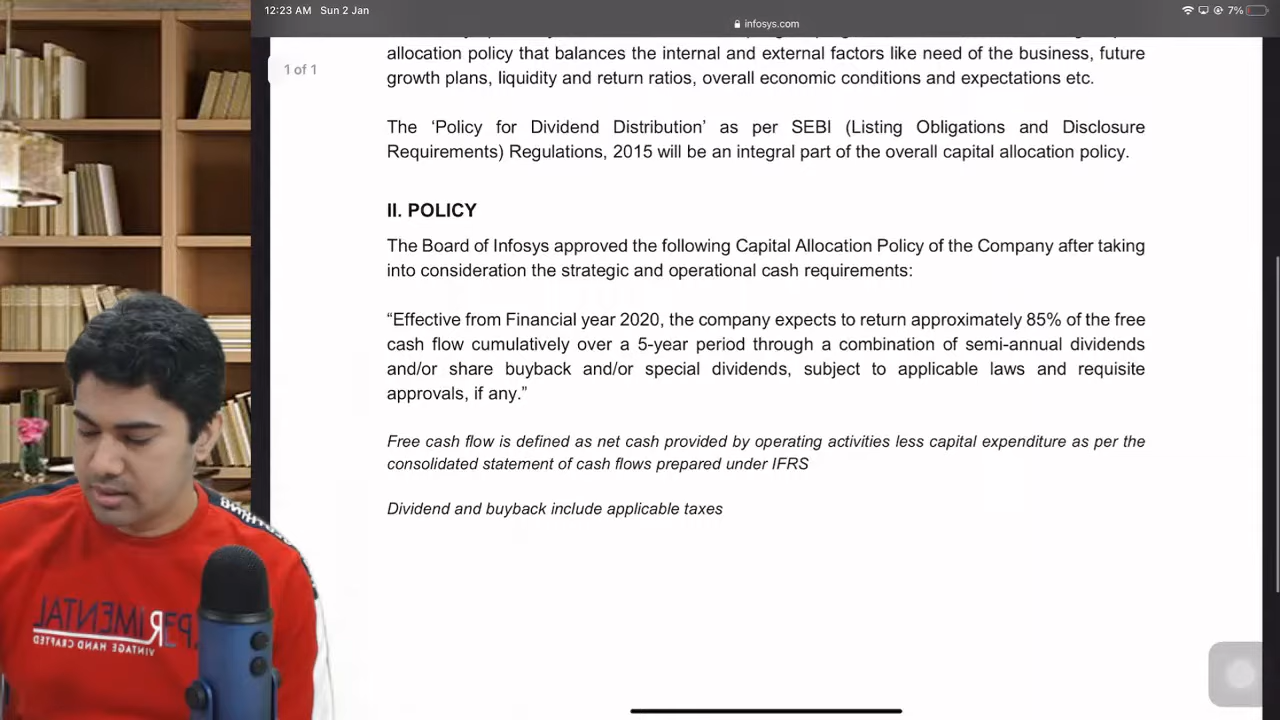 12:23 AM Sun 2 Jan
7%
infosys.com
1 of 1
allocation policy that balances the internal and external factors like need of the business, future
growth plans, liquidity and return ratios, overall economic conditions and expectations etc.
The ‘Policy for Dividend Distribution’ as per SEBI (Listing Obligations and Disclosure
Requirements) Regulations, 2015 will be an integral part of the overall capital allocation policy.
II. POLICY
The Board of Infosys approved the following Capital Allocation Policy of the Company after taking
into consideration the strategic and operational cash requirements:
“Effective from Financial year 2020, the company expects to return approximately 85% of the free
cash flow cumulatively over a 5-year period through a combination of semi-annual dividends
and/or share buyback and/or special dividends, subject to applicable laws and requisite
approvals, if any.”
Free cash flow is defined as net cash provided by operating activities less capital expenditure as per the
consolidated statement of cash flows prepared under IFRS
Dividend and buyback include applicable taxes
VINTAGE HAND CRAFTED